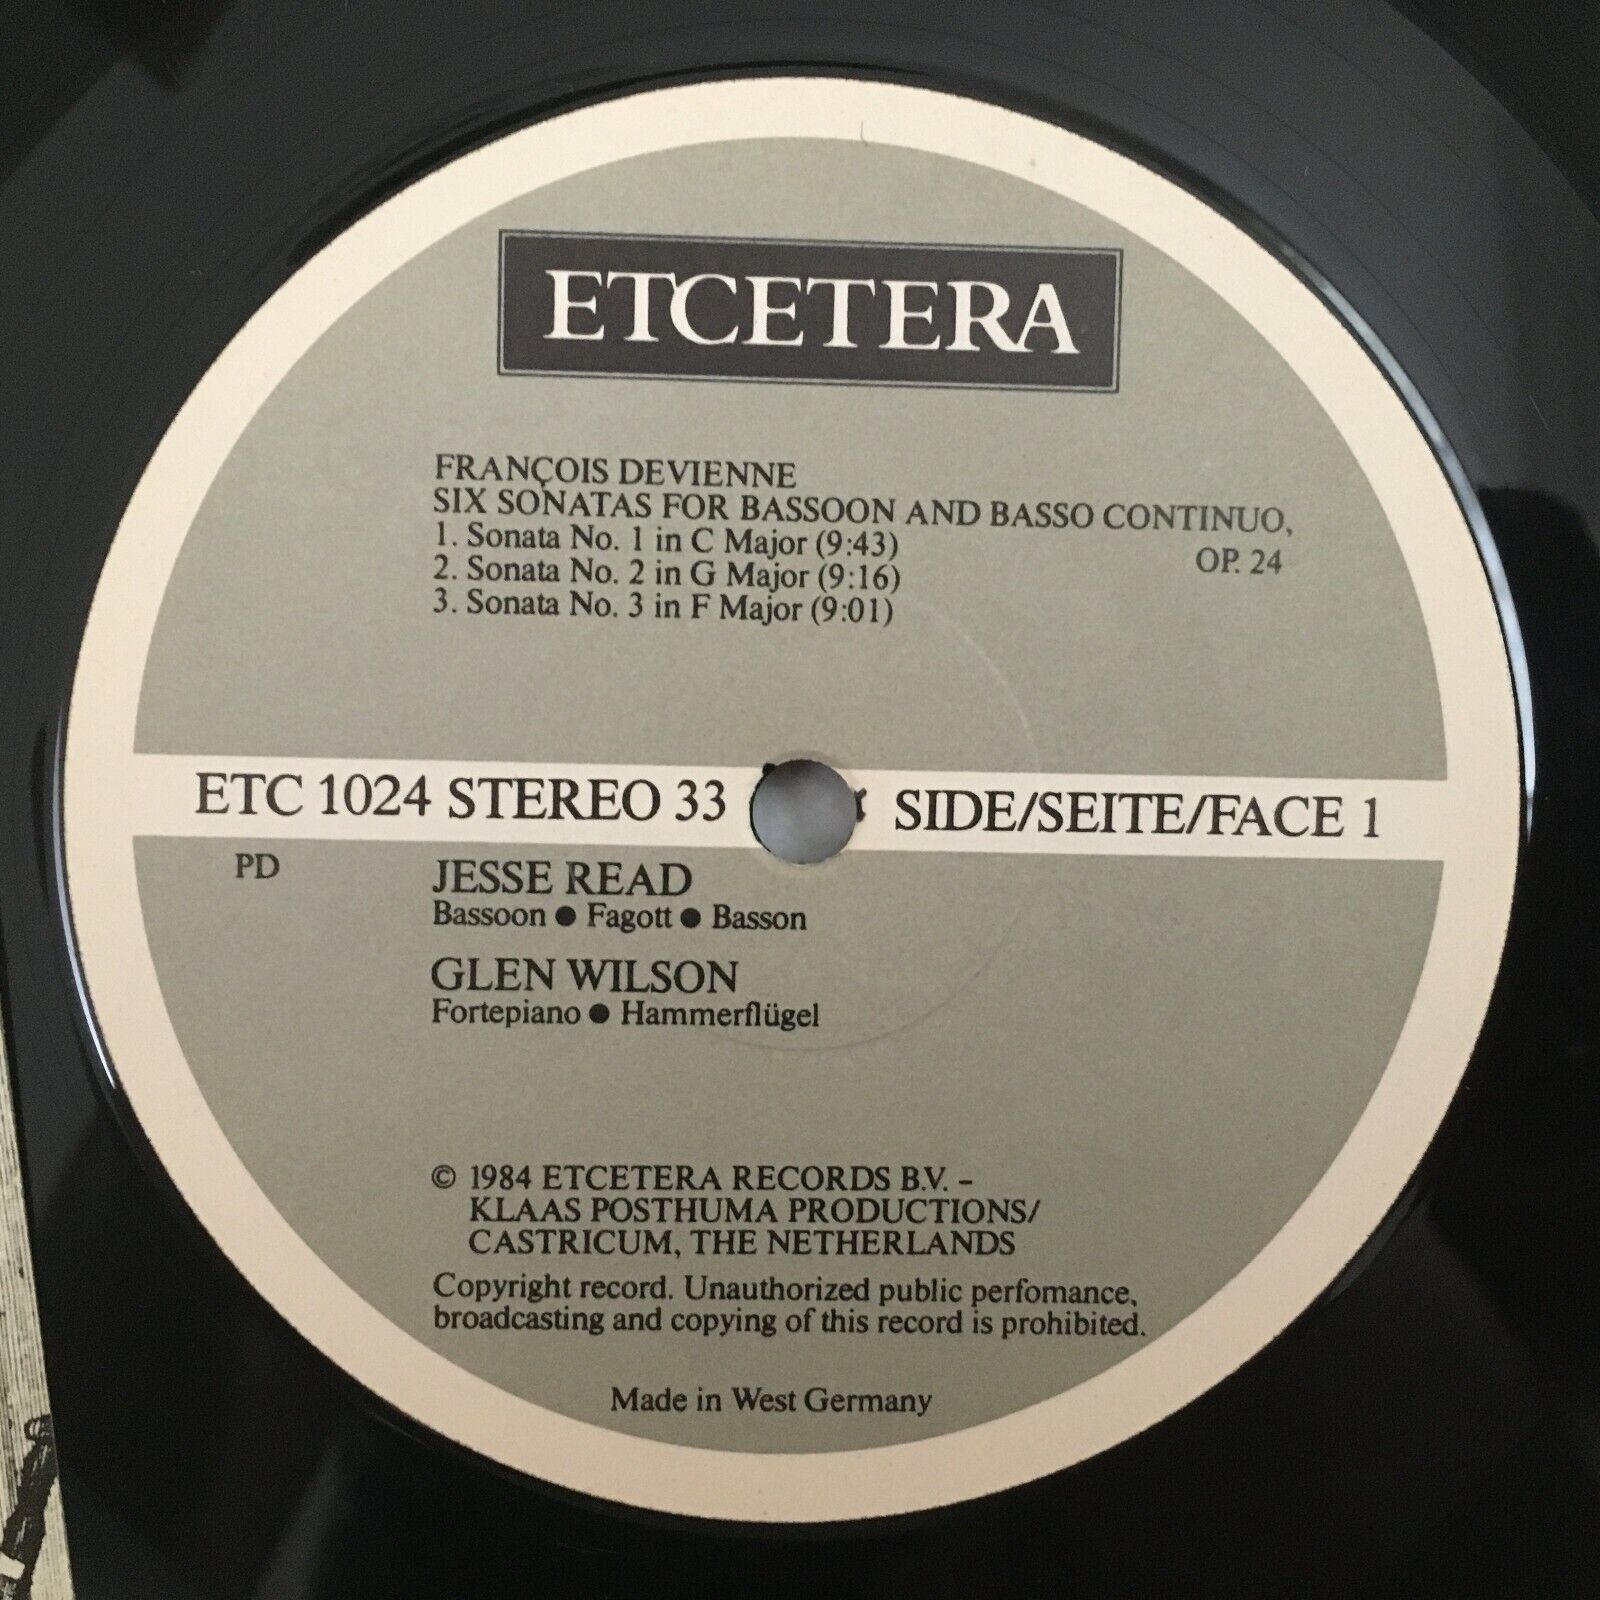 ETCETERA
FRANÇOIS DEVIENNE
SIX SONATAS FOR BASSOON AND BASSO CONTINUO,
OP. 24
1. Sonata No. 1 in C Major (9:43)
2. Sonata No. 2 in G Major (9:16)
3. Sonata No. 3 in F Major (9:01)
ETC 1024 STEREO 33 SIDE/SEITE/FACE 1
PD
JESSE READ
Bassoon ● Fagott ● Basson
GLEN WILSON
Fortepiano ● Hammerflügel
© 1984 ETCETERA RECORDS B.V. –
KLAAS POSTHUMA PRODUCTIONS/
CASTRICUM, THE NETHERLANDS
Copyright record. Unauthorized public perfomance,
broadcasting and copying of this record is prohibited.
Made in West Germany